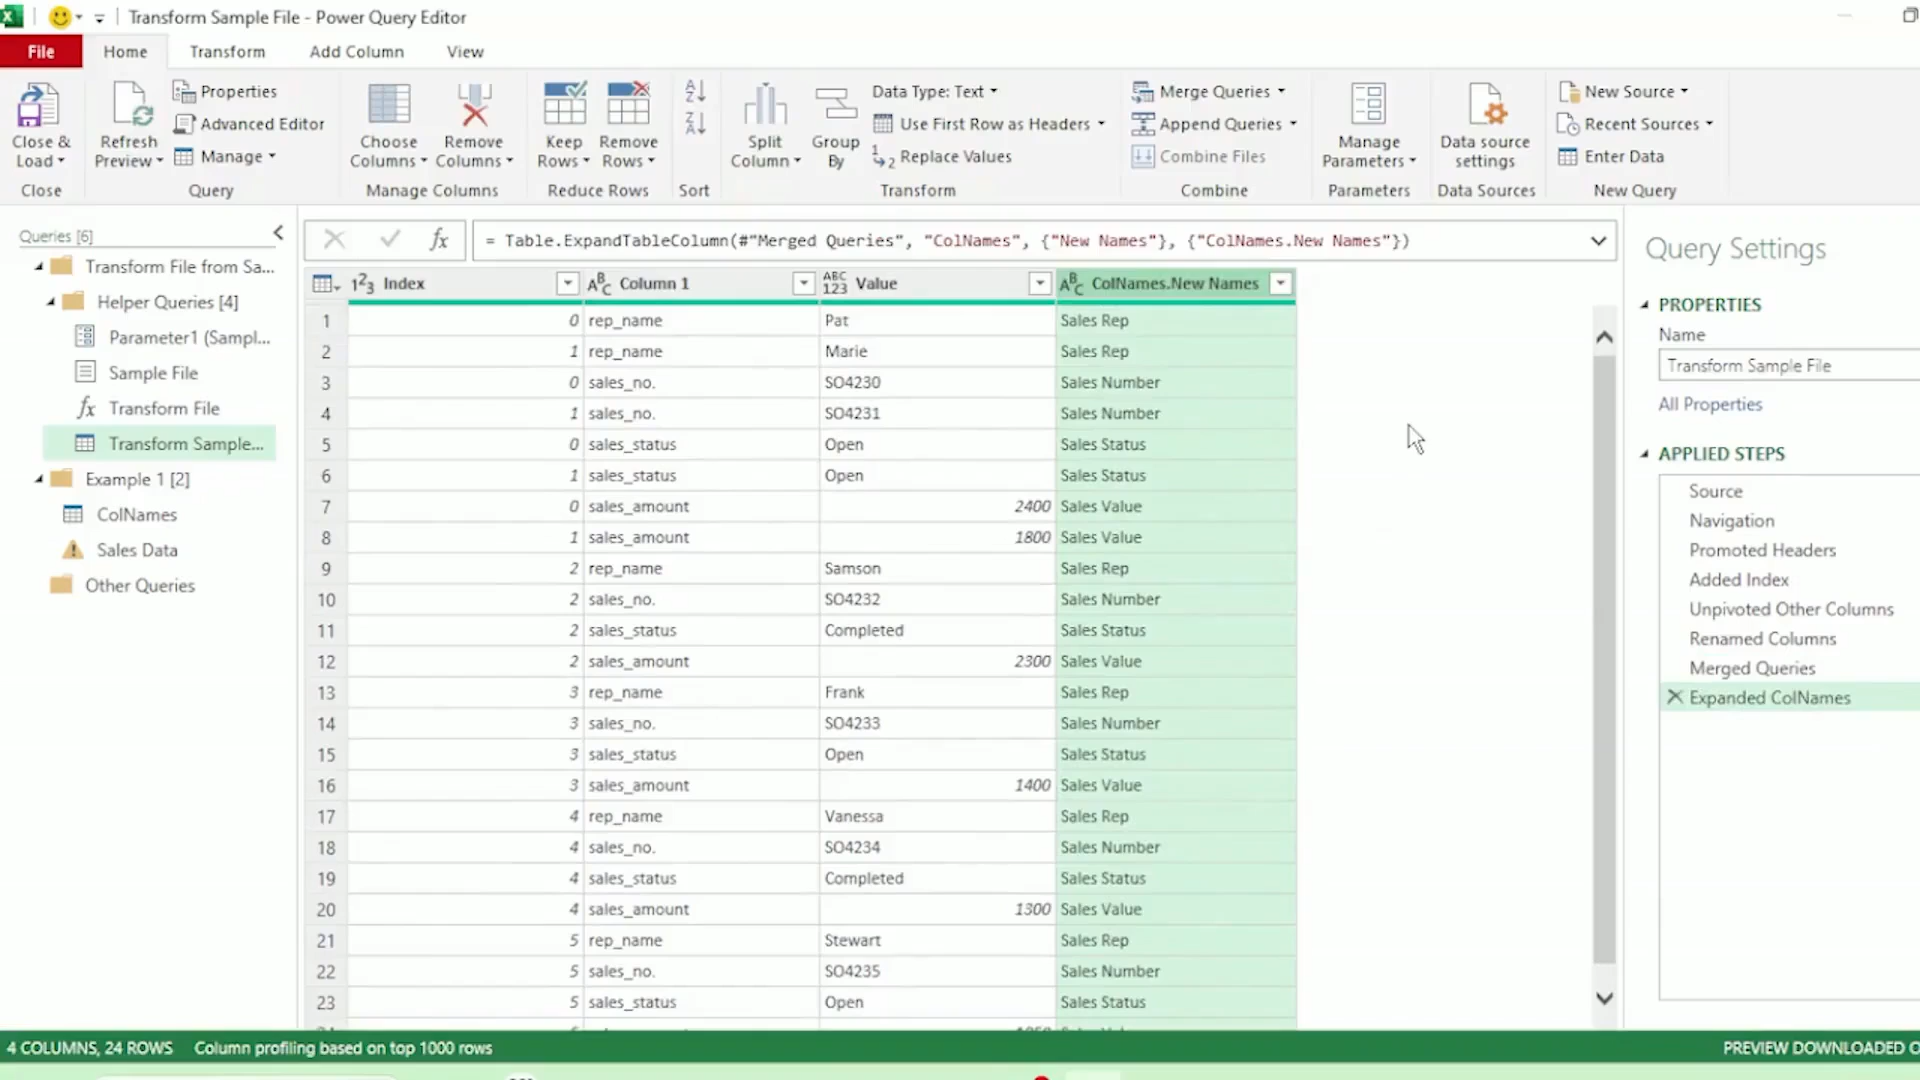 Transform Sample File - Power Query Editor
File Home Transform Add Column View
Close & Load
Refresh Preview
Properties
Advanced Editor
Manage
Choose Columns
Remove Columns
Keep Rows
Remove Rows
Split Column
Group By
Data Type: Text
Use First Row as Headers
Replace Values
Merge Queries
Append Queries
Combine Files
Manage Parameters
Data source settings
New Source
Recent Sources
Enter Data
Close Query Manage Columns Reduce Rows Sort Transform Combine Parameters Data Sources New Query
Queries [6]
Transform File from Sa...
Helper Queries [4]
Parameter1 (Sampl...
Sample File
Transform File
Transform Sample...
Example 1 [2]
ColNames
Sales Data
Other Queries
fx = Table.ExpandTableColumn(#"Merged Queries", "ColNames", {"New Names"}, {"ColNames.New Names"})
123 Index ABC Column 1 ABC 123 Value ABC ColNames.New Names
1 0 rep_name Pat Sales Rep
2 1 rep_name Marie Sales Rep
3 0 sales_no. SO4230 Sales Number
4 1 sales_no. SO4231 Sales Number
5 0 sales_status Open Sales Status
6 1 sales_status Open Sales Status
7 0 sales_amount 2400 Sales Value
8 1 sales_amount 1800 Sales Value
9 2 rep_name Samson Sales Rep
10 2 sales_no. SO4232 Sales Number
11 2 sales_status Completed Sales Status
12 2 sales_amount 2300 Sales Value
13 3 rep_name Frank Sales Rep
14 3 sales_no. SO4233 Sales Number
15 3 sales_status Open Sales Status
16 3 sales_amount 1400 Sales Value
17 4 rep_name Vanessa Sales Rep
18 4 sales_no. SO4234 Sales Number
19 4 sales_status Completed Sales Status
20 4 sales_amount 1300 Sales Value
21 5 rep_name Stewart Sales Rep
22 5 sales_no. SO4235 Sales Number
23 5 sales_status Open Sales Status
Query Settings
PROPERTIES
Name
Transform Sample File
All Properties
APPLIED STEPS
Source
Navigation
Promoted Headers
Added Index
Unpivoted Other Columns
Renamed Columns
Merged Queries
Expanded ColNames
4 COLUMNS, 24 ROWS Column profiling based on top 1000 rows PREVIEW DOWNLOADED